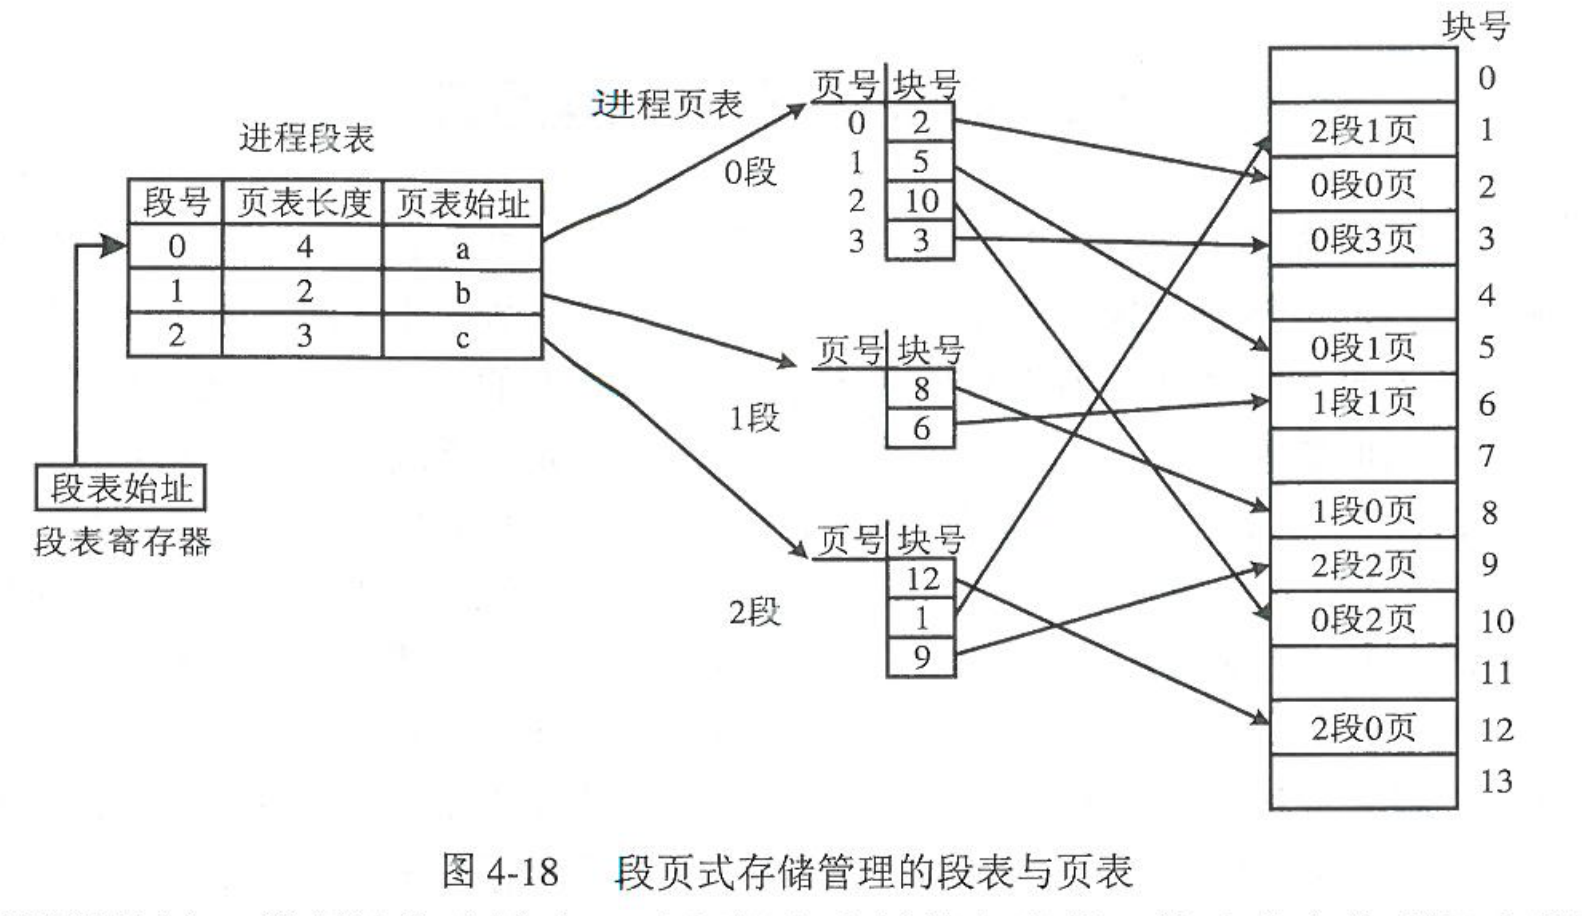 块号
0
2段1页 1
0段0页 2
0段3页 3
4
0段1页 5
1段1页 6
7
1段0页 8
2段2页 9
0段2页 10
11
2段0页 12
13
进程段表
段号 页表长度 页表始址
0 4 a
1 2 b
2 3 c
段表始址
段表寄存器
进程页表
0段
页号 块号
0 2
1 5
2 10
3 3
1段
页号 块号
8
6
2段
页号 块号
12
1
9
图 4-18 段页式存储管理的段表与页表